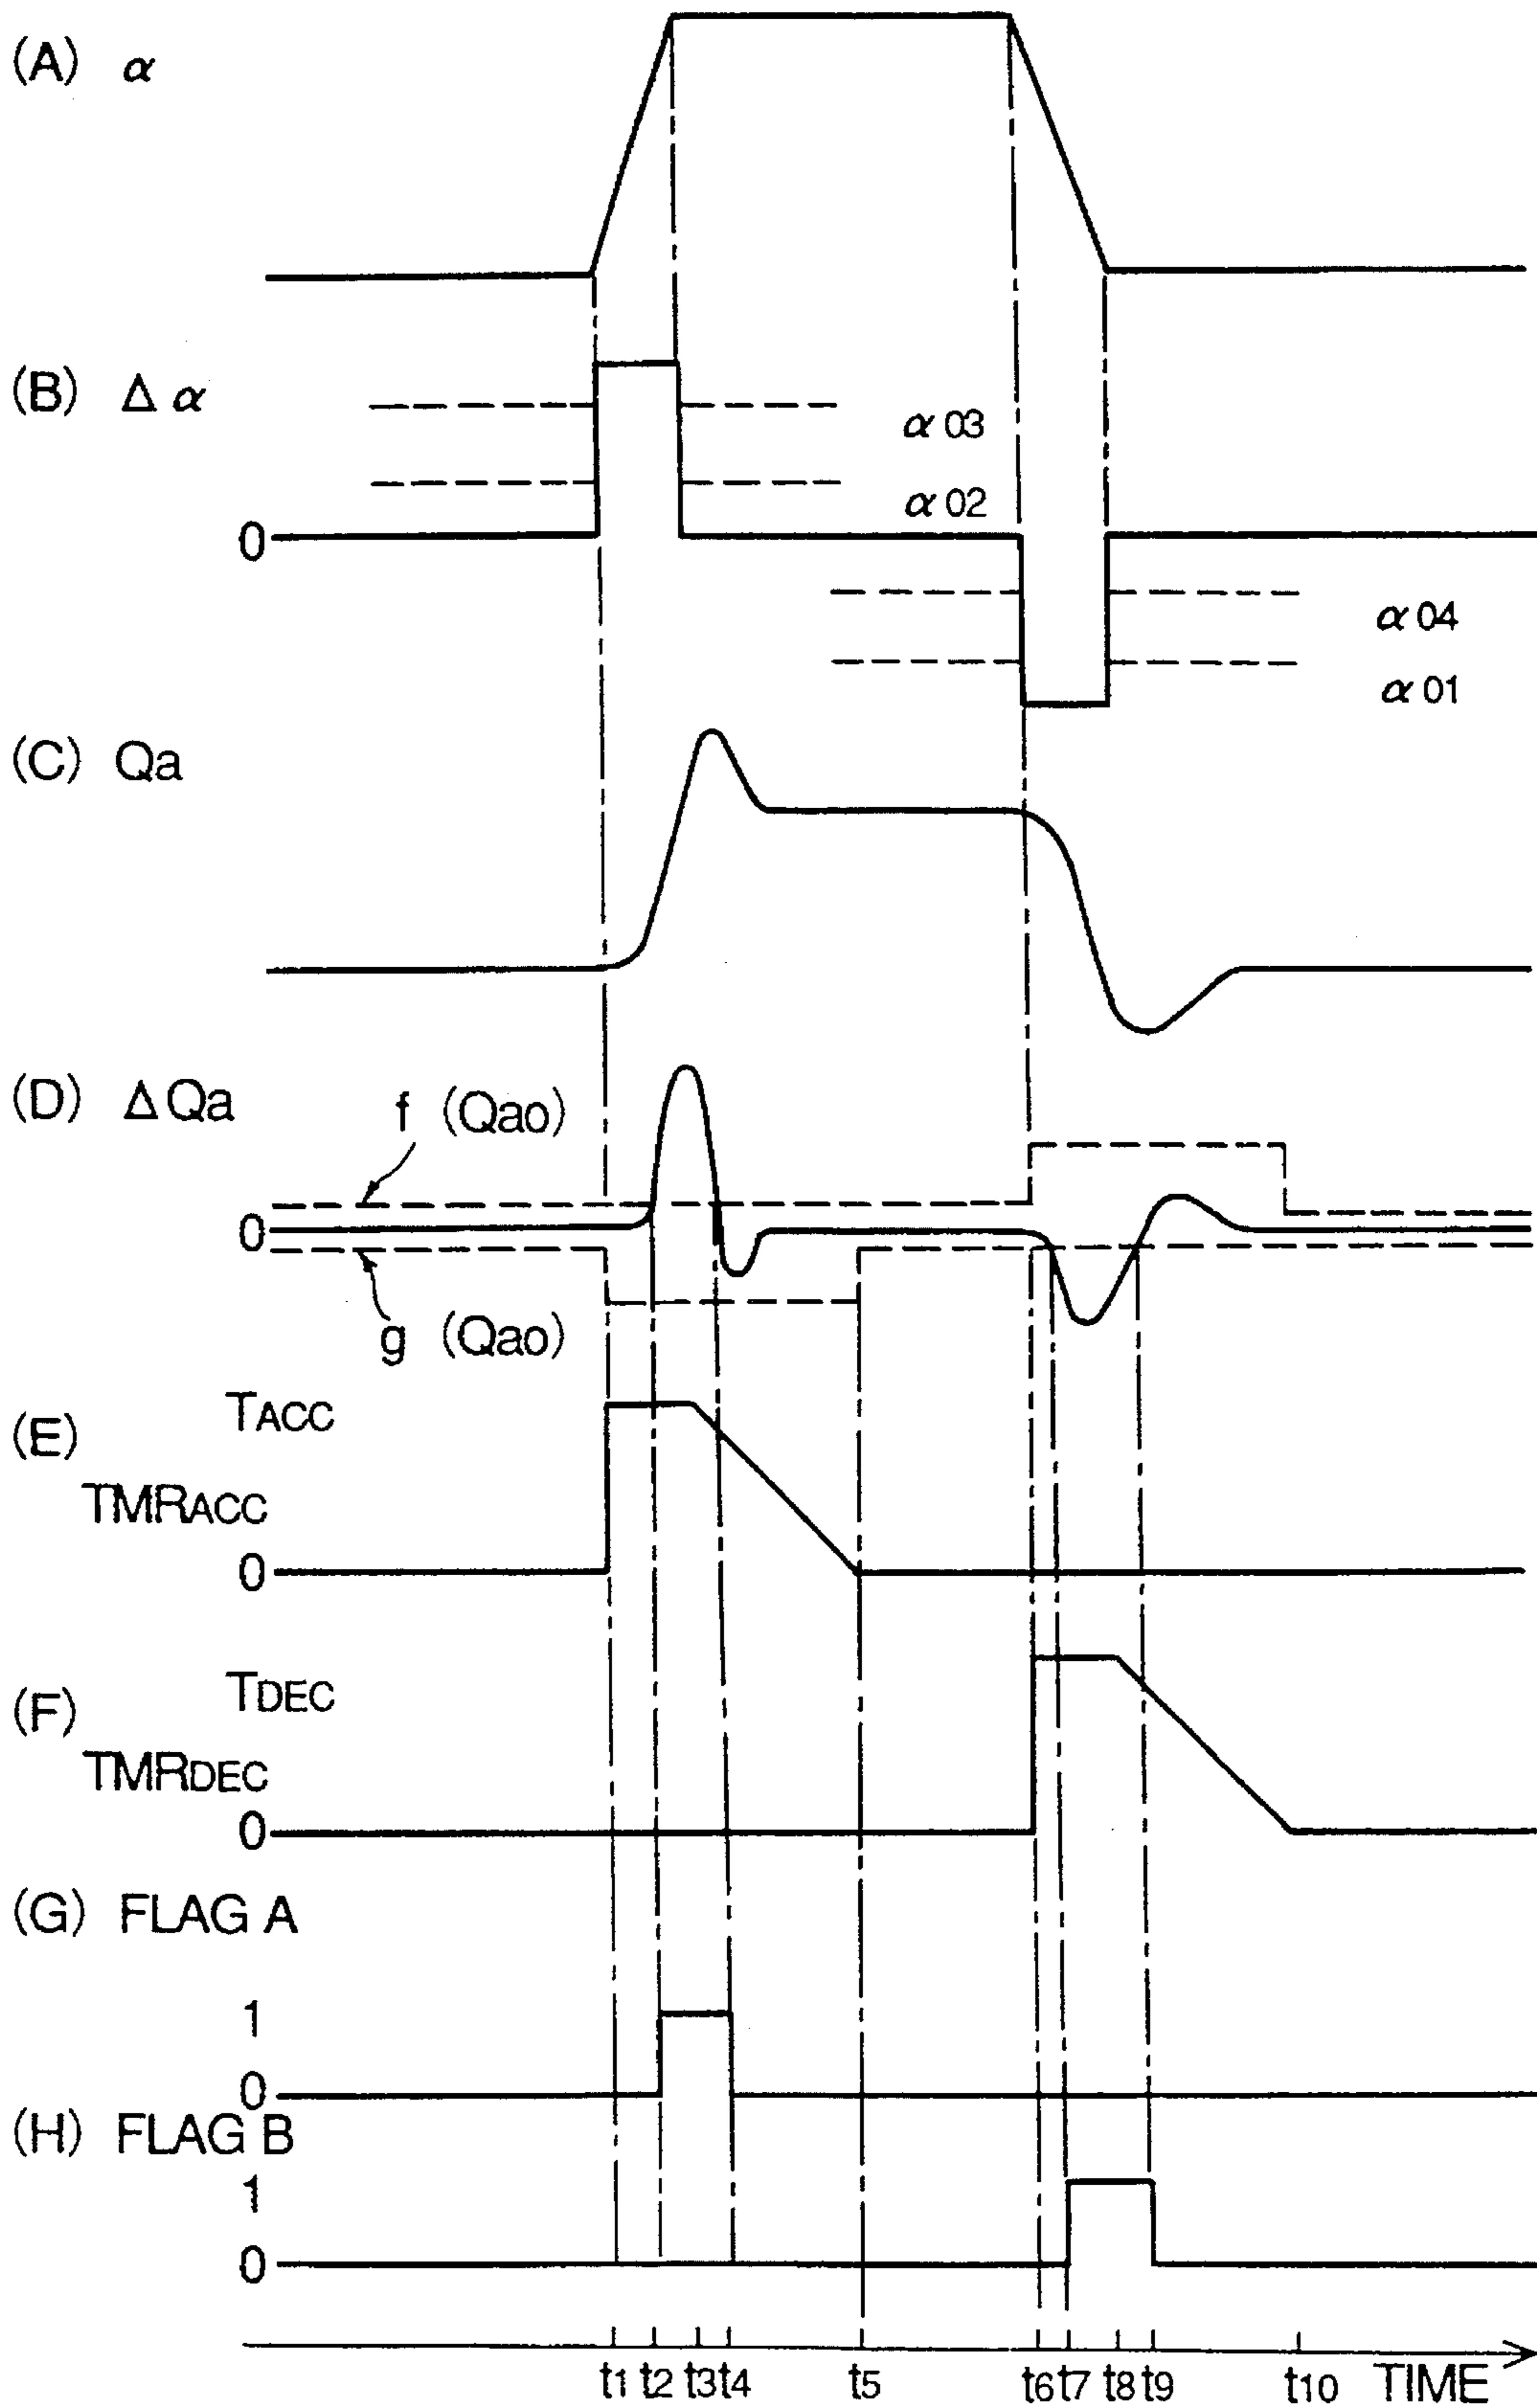 (A) α
(B) Δα
α03
α02
0
α04
α01
(C) Qa
(D) ΔQa
f (Qao)
0
g (Qao)
(E)
TACC
TMRACC
0
(F)
TDEC
TMRDEC
0
(G) FLAG A
1
0
(H) FLAG B
1
0
t1 t2 t3 t4 t5 t6 t7 t8 t9 t10 TIME